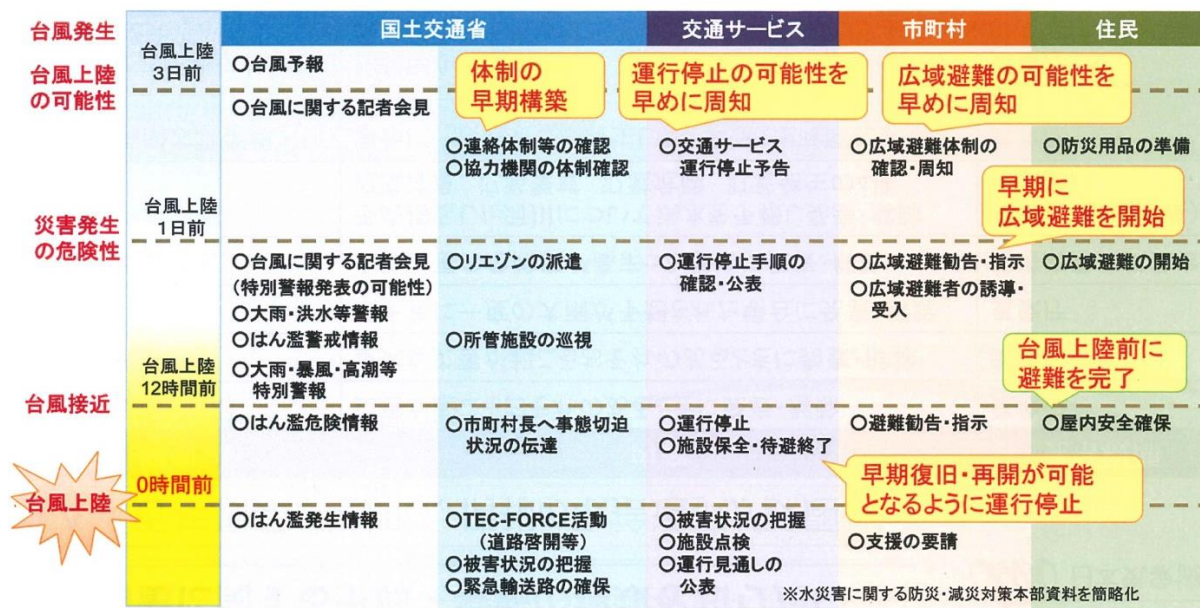 台風発生
国土交通省
交通サービス
市町村
住民
台風上陸
3日前
台風上陸
の可能性
○台風予報
体制の
早期構築
運行停止の可能性を
早めに周知
広域避難の可能性を
早めに周知
○台風に関する記者会見
○連絡体制等の確認
○協力機関の体制確認
○交通サービス
運行停止予告
○広域避難体制の
確認・周知
○防災用品の準備
早期に
広域避難を開始
台風上陸
1日前
災害発生
の危険性
○台風に関する記者会見
(特別警報発表の可能性)
○大雨・洪水等警報
○はん濫警戒情報
○大雨・暴風・高潮等
特別警報
○リエゾンの派遣
○所管施設の巡視
○運行停止手順の
確認・公表
○広域避難勧告・指示
○広域避難者の誘導・
受入
○広域避難の開始
台風上陸前に
避難を完了
台風上陸
12時間前
台風接近
○はん濫危険情報
○市町村長へ事態切迫
状況の伝達
○運行停止
○施設保全・待避終了
○避難勧告・指示
○屋内安全確保
早期復旧・再開が可能
となるように運行停止
0時間前
台風上陸
○はん濫発生情報
○TEC-FORCE活動
(道路啓開等)
○被害状況の把握
○緊急輸送路の確保
○被害状況の把握
○施設点検
○運行見通しの
公表
○支援の要請
※水災害に関する防災・減災対策本部資料を簡略化